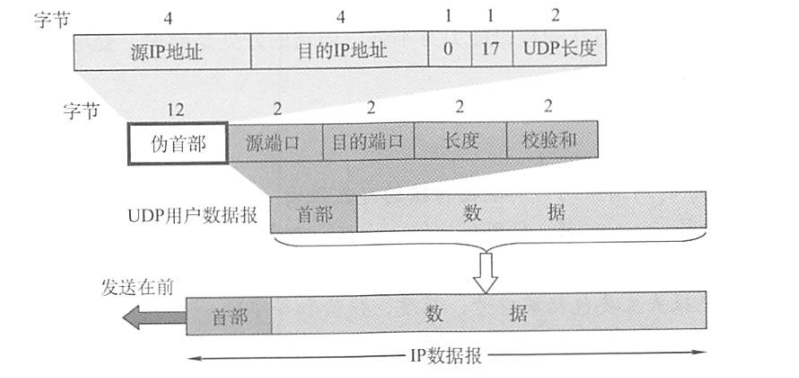 字节 4 4 1 1 2
源IP地址 目的IP地址 0 17 UDP长度
字节 12 2 2 2 2
伪首部 源端口 目的端口 长度 校验和
UDP用户数据报 首部 数 据
发送在前
首部 数 据
IP数据报